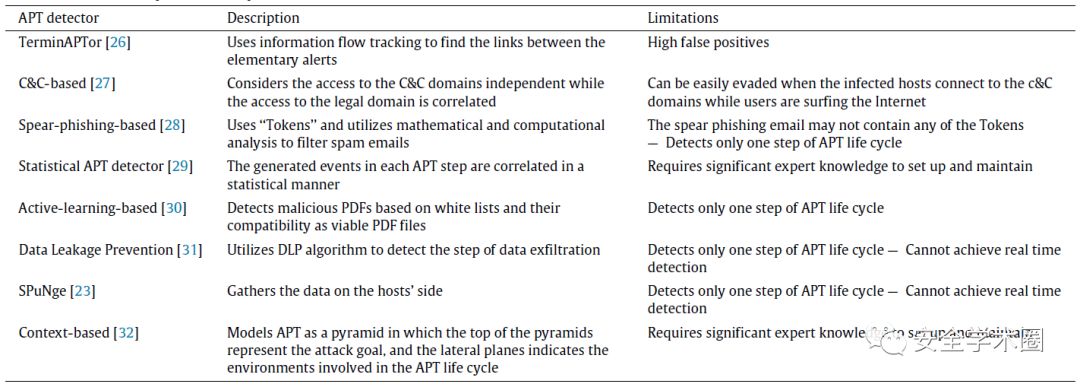 APT detector Description Limitations
TerminAPTor [26] Uses information flow tracking to find the links between the High false positives
elementary alerts
C&C-based [27] Considers the access to the C&C domains independent while Can be easily evaded when the infected hosts connect to the c&C
the access to the legal domain is correlated domains while users are surfing the Internet
Spear-phishing-based [28] Uses “Tokens” and utilizes mathematical and computational The spear phishing email may not contain any of the Tokens
analysis to filter spam emails — Detects only one step of APT life cycle
Statistical APT detector [29] The generated events in each APT step are correlated in a Requires significant expert knowledge to set up and maintain
statistical manner
Active-learning-based [30] Detects malicious PDFs based on white lists and their Detects only one step of APT life cycle
compatibility as viable PDF files
Data Leakage Prevention [31] Utilizes DLP algorithm to detect the step of data exfiltration Detects only one step of APT life cycle — Cannot achieve real time
detection
SPuNge [23] Gathers the data on the hosts’ side Detects only one step of APT life cycle — Cannot achieve real time
detection
Context-based [32] Models APT as a pyramid in which the top of the pyramids Requires significant expert to set up and maintain
represent the attack goal, and the lateral planes indicates the
environments involved in the APT life cycle
安全学术圈